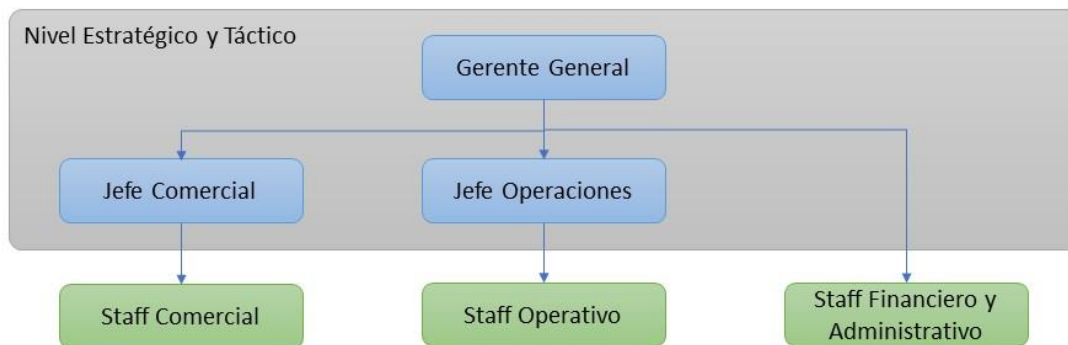 Nivel Estratégico y Táctico
Gerente General
Jefe Comercial
Jefe Operaciones
Staff Comercial
Staff Operativo
Staff Financiero y
Administrativo